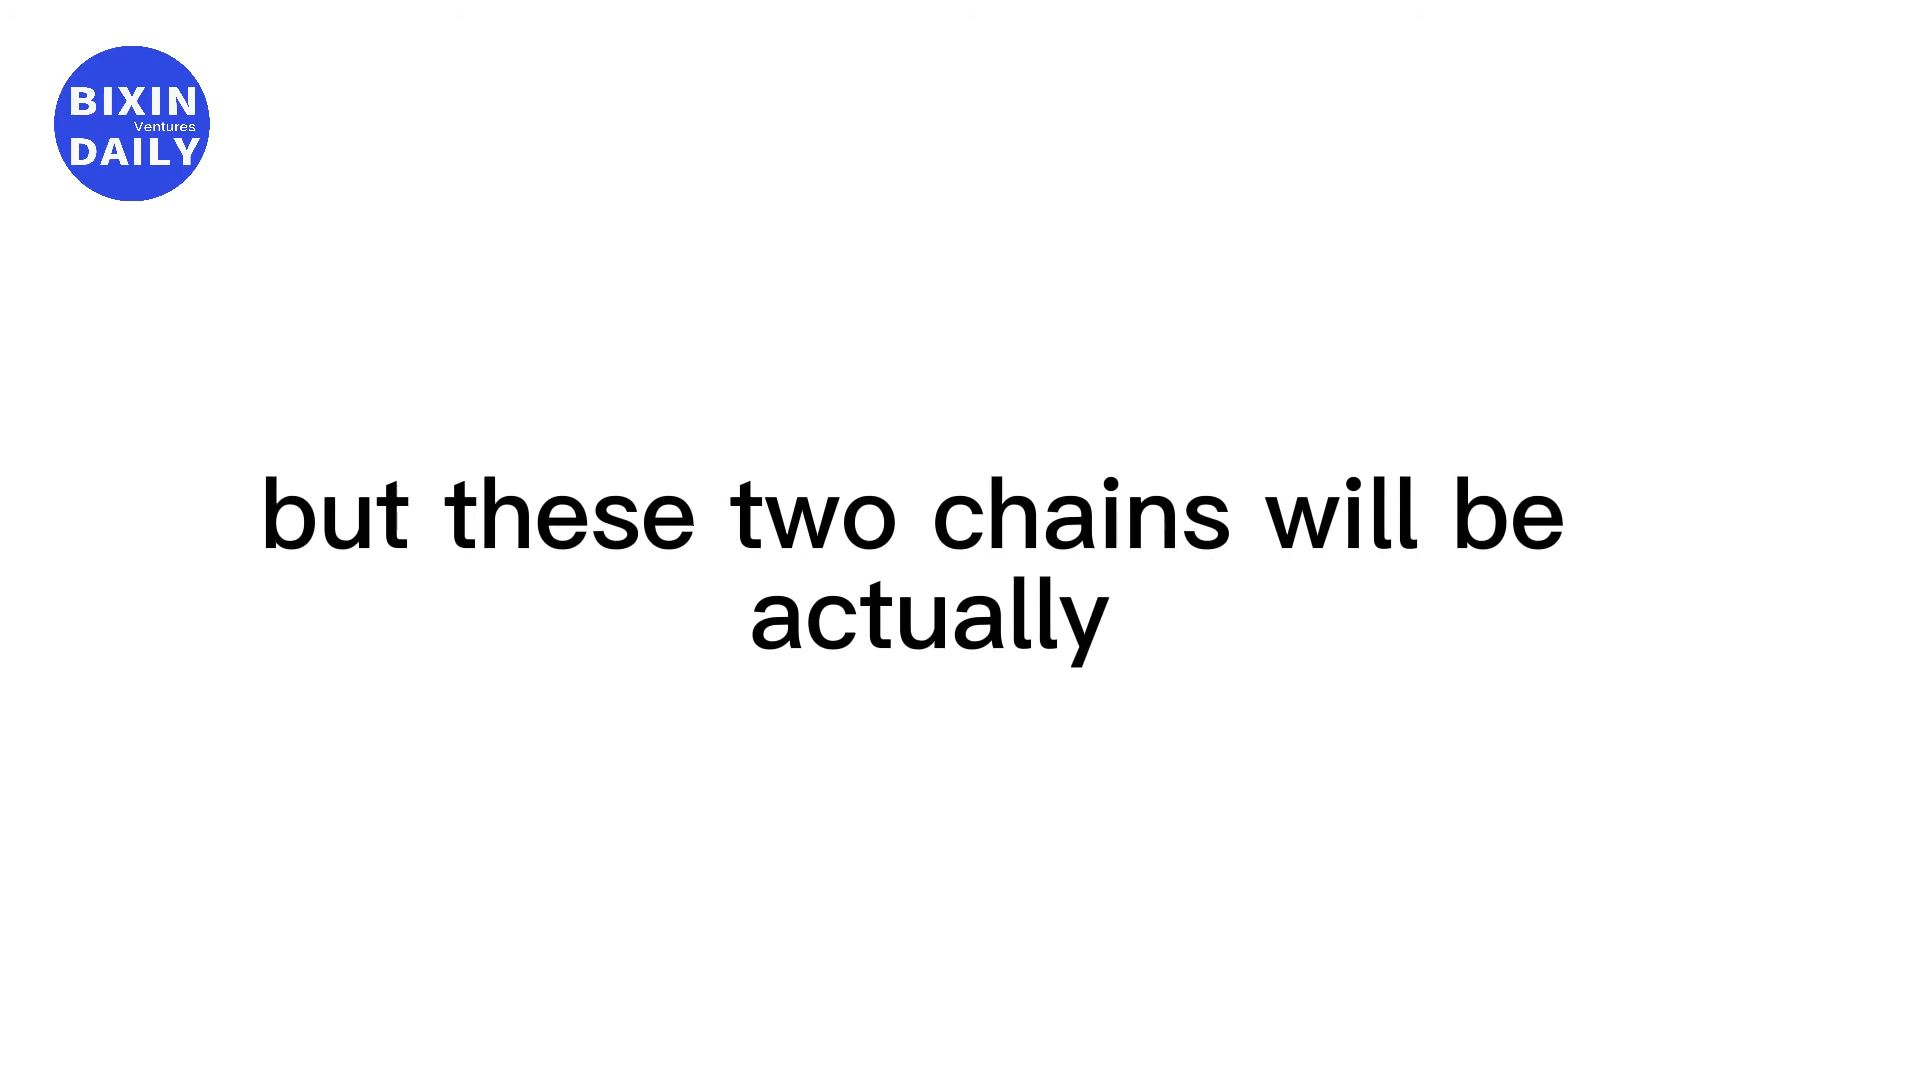 BIXIN
Ventures
DAILY
but these two chains will be
actually